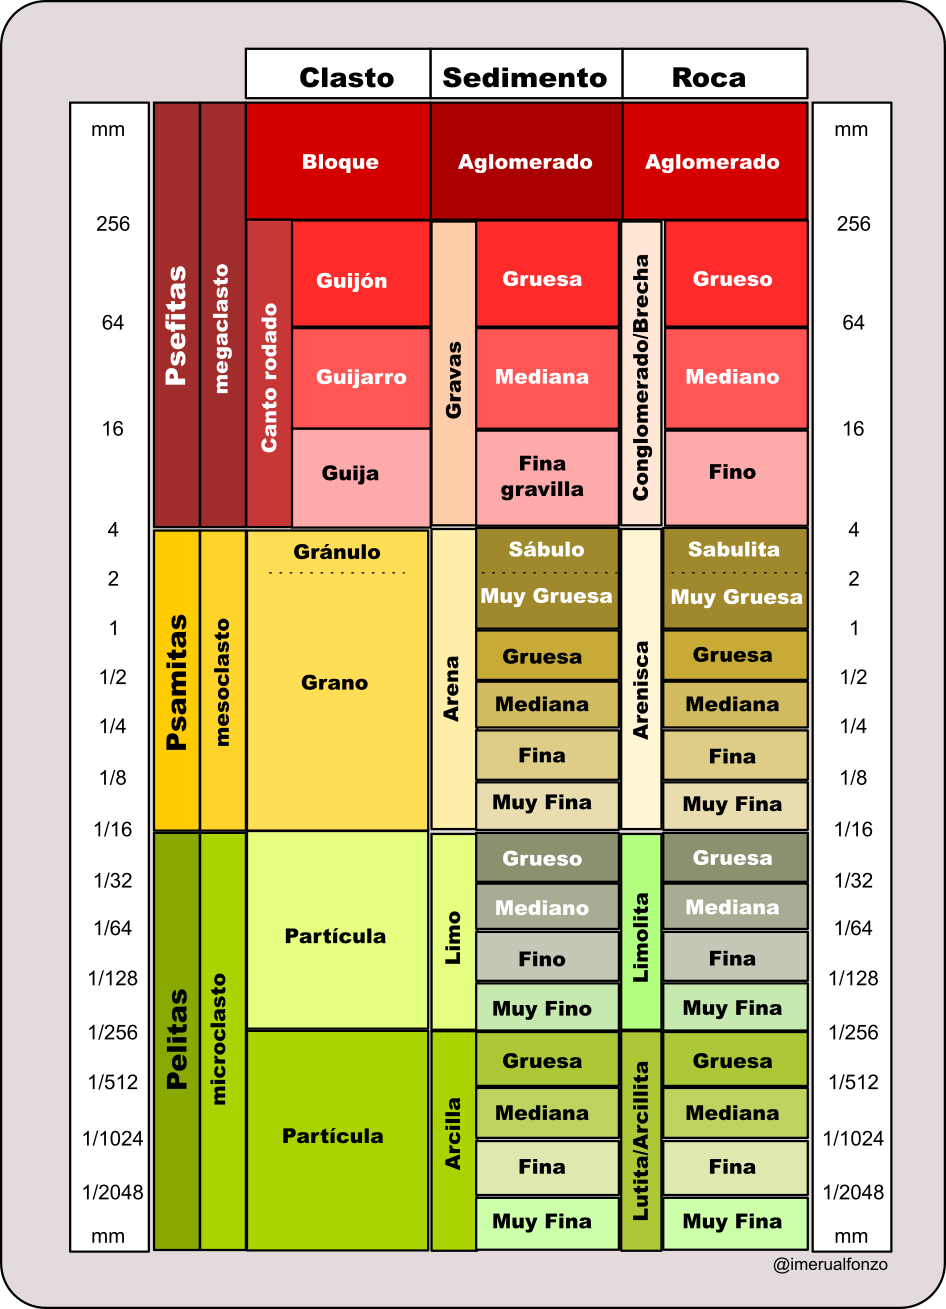 Clasto
Sedimento
Roca
mm
256
64
16
4
2
1
1/2
1/4
1/8
1/16
1/32
1/64
1/128
1/256
1/512
1/1024
1/2048
mm
Psefitas
megaclasto
Bloque
Aglomerado
Aglomerado
Canto rodado
Guijón
Guijarro
Guija
Gravas
Gruesa
Mediana
Fina
gravilla
Conglomerado/Brecha
Grueso
Mediano
Fino
Psamitas
mesoclasto
Gránulo
Grano
Arena
Sábulo
Muy Gruesa
Gruesa
Mediana
Fina
Muy Fina
Arenisca
Sabulita
Muy Gruesa
Gruesa
Mediana
Fina
Muy Fina
Pelitas
microclasto
Partícula
Limo
Grueso
Mediano
Fino
Muy Fino
Limolita
Gruesa
Mediana
Fina
Muy Fina
Partícula
Arcilla
Gruesa
Mediana
Fina
Muy Fina
Lutita/Arcillita
Gruesa
Mediana
Fina
Muy Fina
mm
256
64
16
4
2
1
1/2
1/4
1/8
1/16
1/32
1/64
1/128
1/256
1/512
1/1024
1/2048
mm
@imerualfonzo